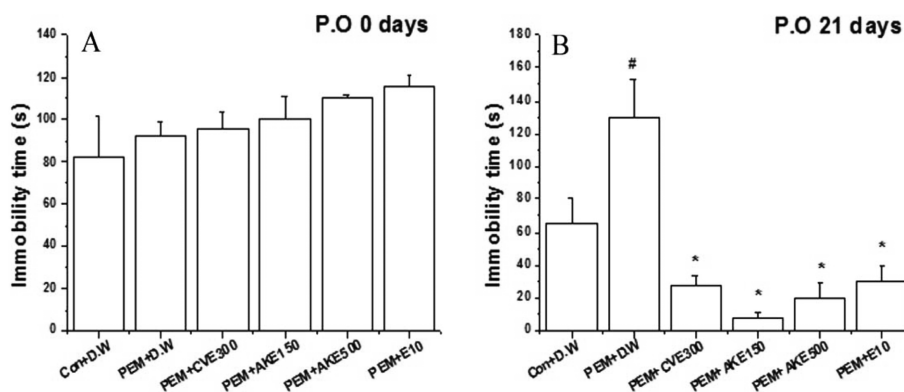 A
P.O 0 days
Immobility time (s)
140
120
100
80
60
40
20
0
Con+D.W
PEM+D.W
PEM+CVE300
PEM+AKE150
PEM+AKE500
PEM+E10
B
P.O 21 days
Immobility time (s)
180
160
140
130
100
80
60
40
20
0
#
*
*
*
*
Con+D.W
PEM+D.W
PEM+CVE300
PEM+AKE150
PEM+AKE500
PEM+E10